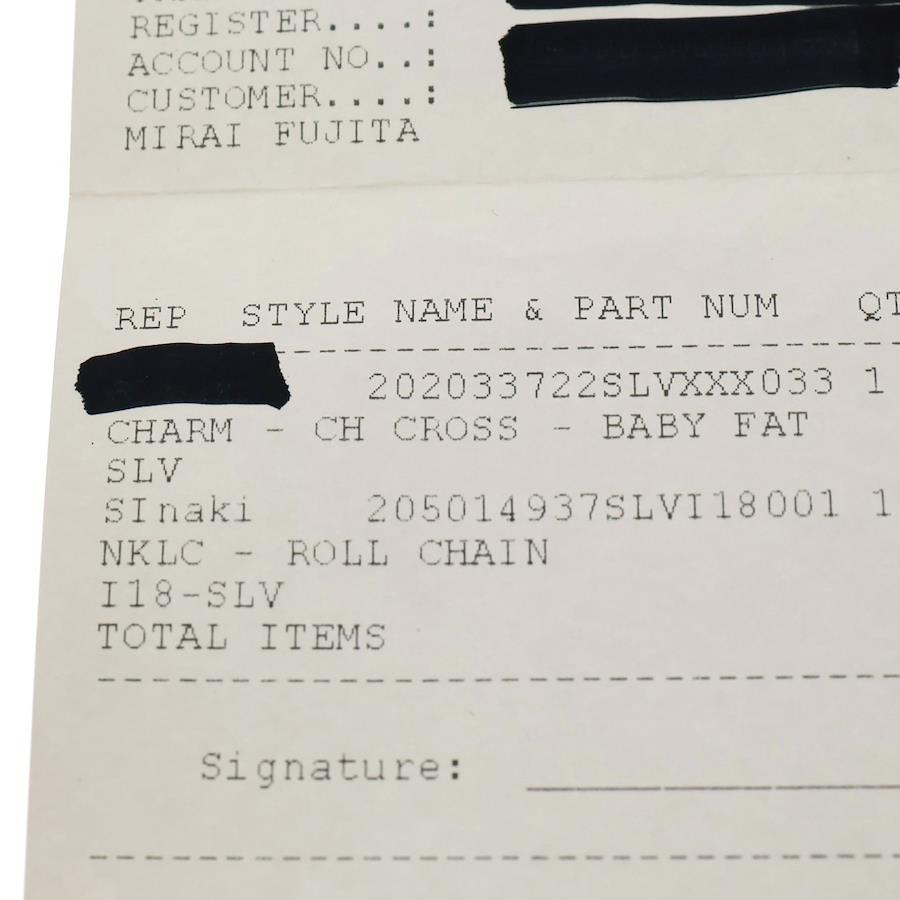 REGISTER....:
ACCOUNT NO..:
CUSTOMER....:
MIRAI FUJITA
REP STYLE NAME & PART NUM QT
202033722SLVXXX033 1
CHARM - CH CROSS - BABY FAT
SLV
SInaki 205014937SLVI18001 1
NKLC - ROLL CHAIN
I18-SLV
TOTAL ITEMS
Signature: